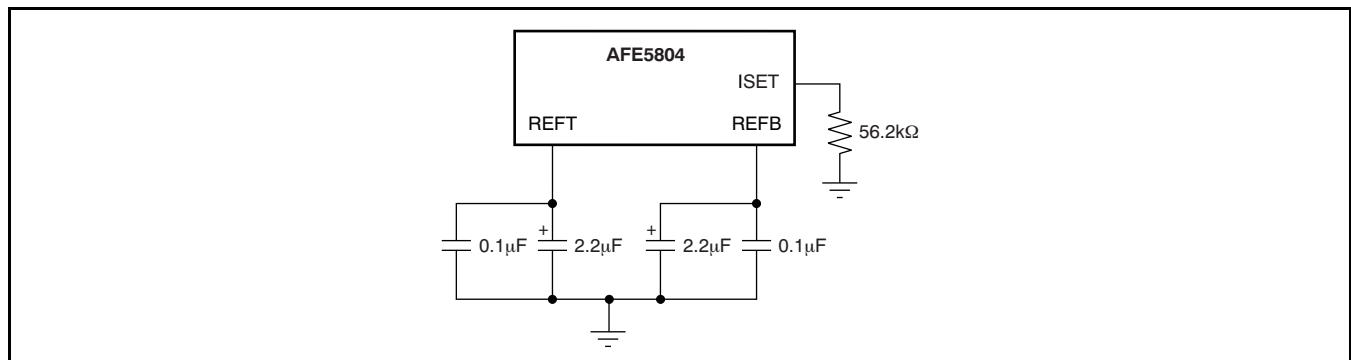 AFE5804
ISET
REFT REFB
56.2kΩ
+ 0.1μF 2.2μF + 2.2μF 0.1μF